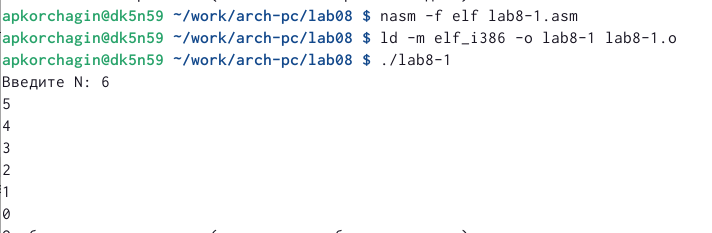 apkorchagin@dk5n59 ~/work/arch-pc/lab08 $ nasm -f elf lab8-1.asm
apkorchagin@dk5n59 ~/work/arch-pc/lab08 $ ld -m elf_i386 -o lab8-1 lab8-1.o
apkorchagin@dk5n59 ~/work/arch-pc/lab08 $ ./lab8-1
Введите N: 6
5
4
3
2
1
0